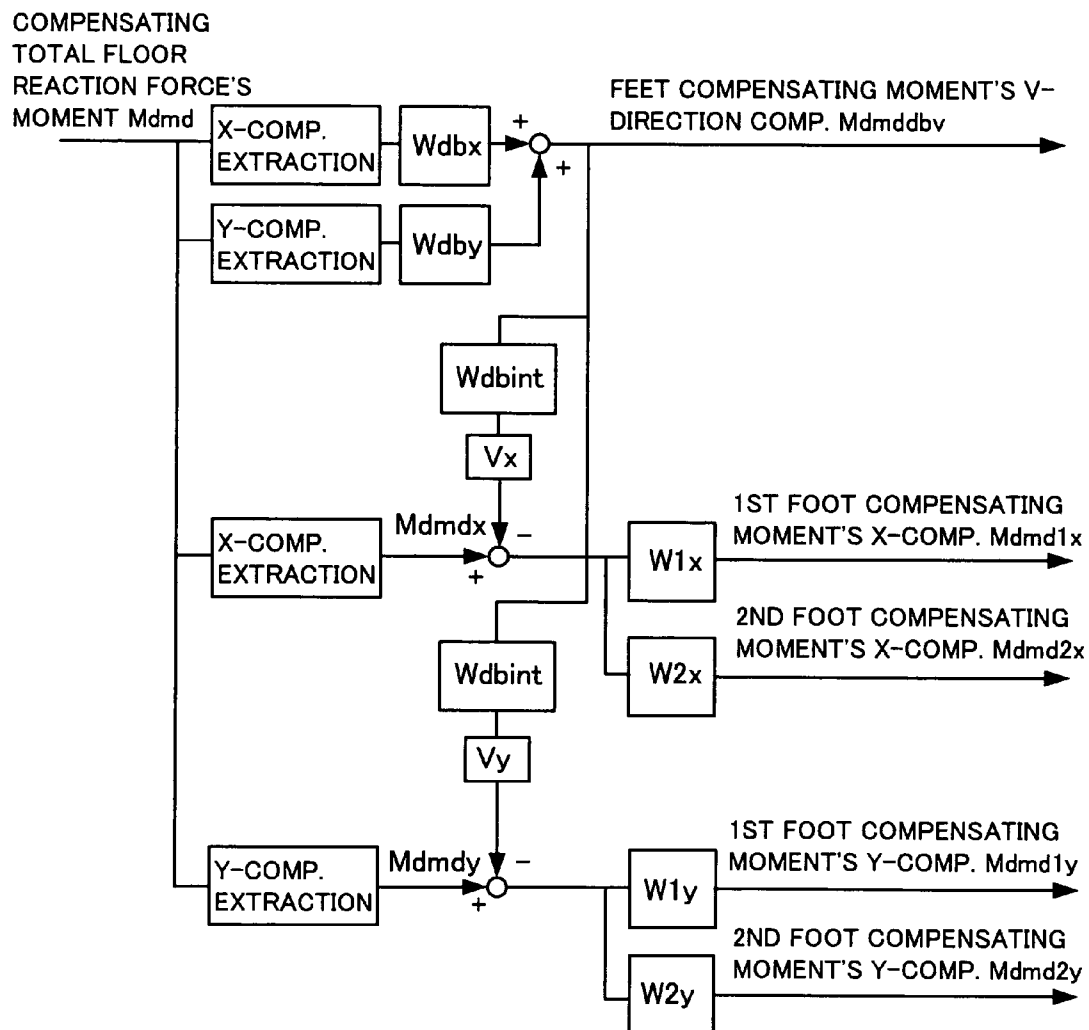 COMPENSATING
TOTAL FLOOR
REACTION FORCE'S
MOMENT Mdmd
X-COMP.
EXTRACTION
Wdbx
+
+
FEET COMPENSATING MOMENT'S V-
DIRECTION COMP. Mdmddbv
Y-COMP.
EXTRACTION
Wdby
Wdbint
Vx
X-COMP.
EXTRACTION
Mdmdx
+
-
W1x
1ST FOOT COMPENSATING
MOMENT'S X-COMP. Mdmd1x
W2x
2ND FOOT COMPENSATING
MOMENT'S X-COMP. Mdmd2x
Wdbint
Vy
Y-COMP.
EXTRACTION
Mdmdy
+
-
W1y
1ST FOOT COMPENSATING
MOMENT'S Y-COMP. Mdmd1y
W2y
2ND FOOT COMPENSATING
MOMENT'S Y-COMP. Mdmd2y